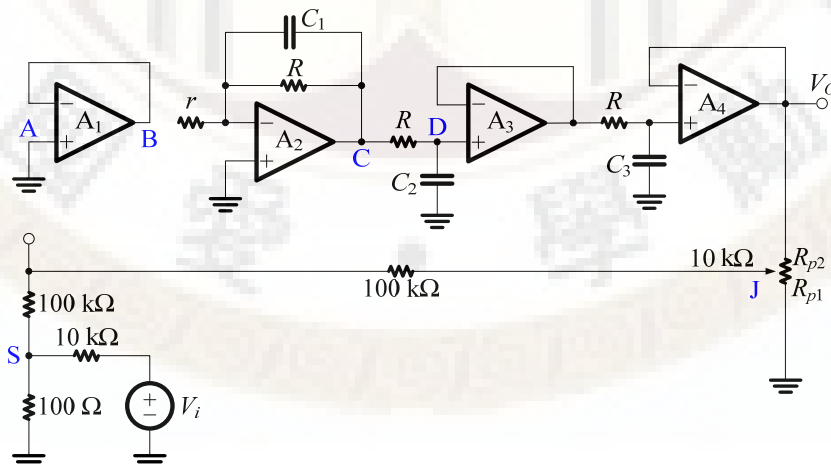 C1
R
r
A
−
+
A1
B
−
+
A2
C
R
D
−
+
A3
C2
R
−
+
A4
C3
VO
10 kΩ
J
Rp2
Rp1
100 kΩ
100 kΩ
10 kΩ
S
100 Ω
+
−
Vi